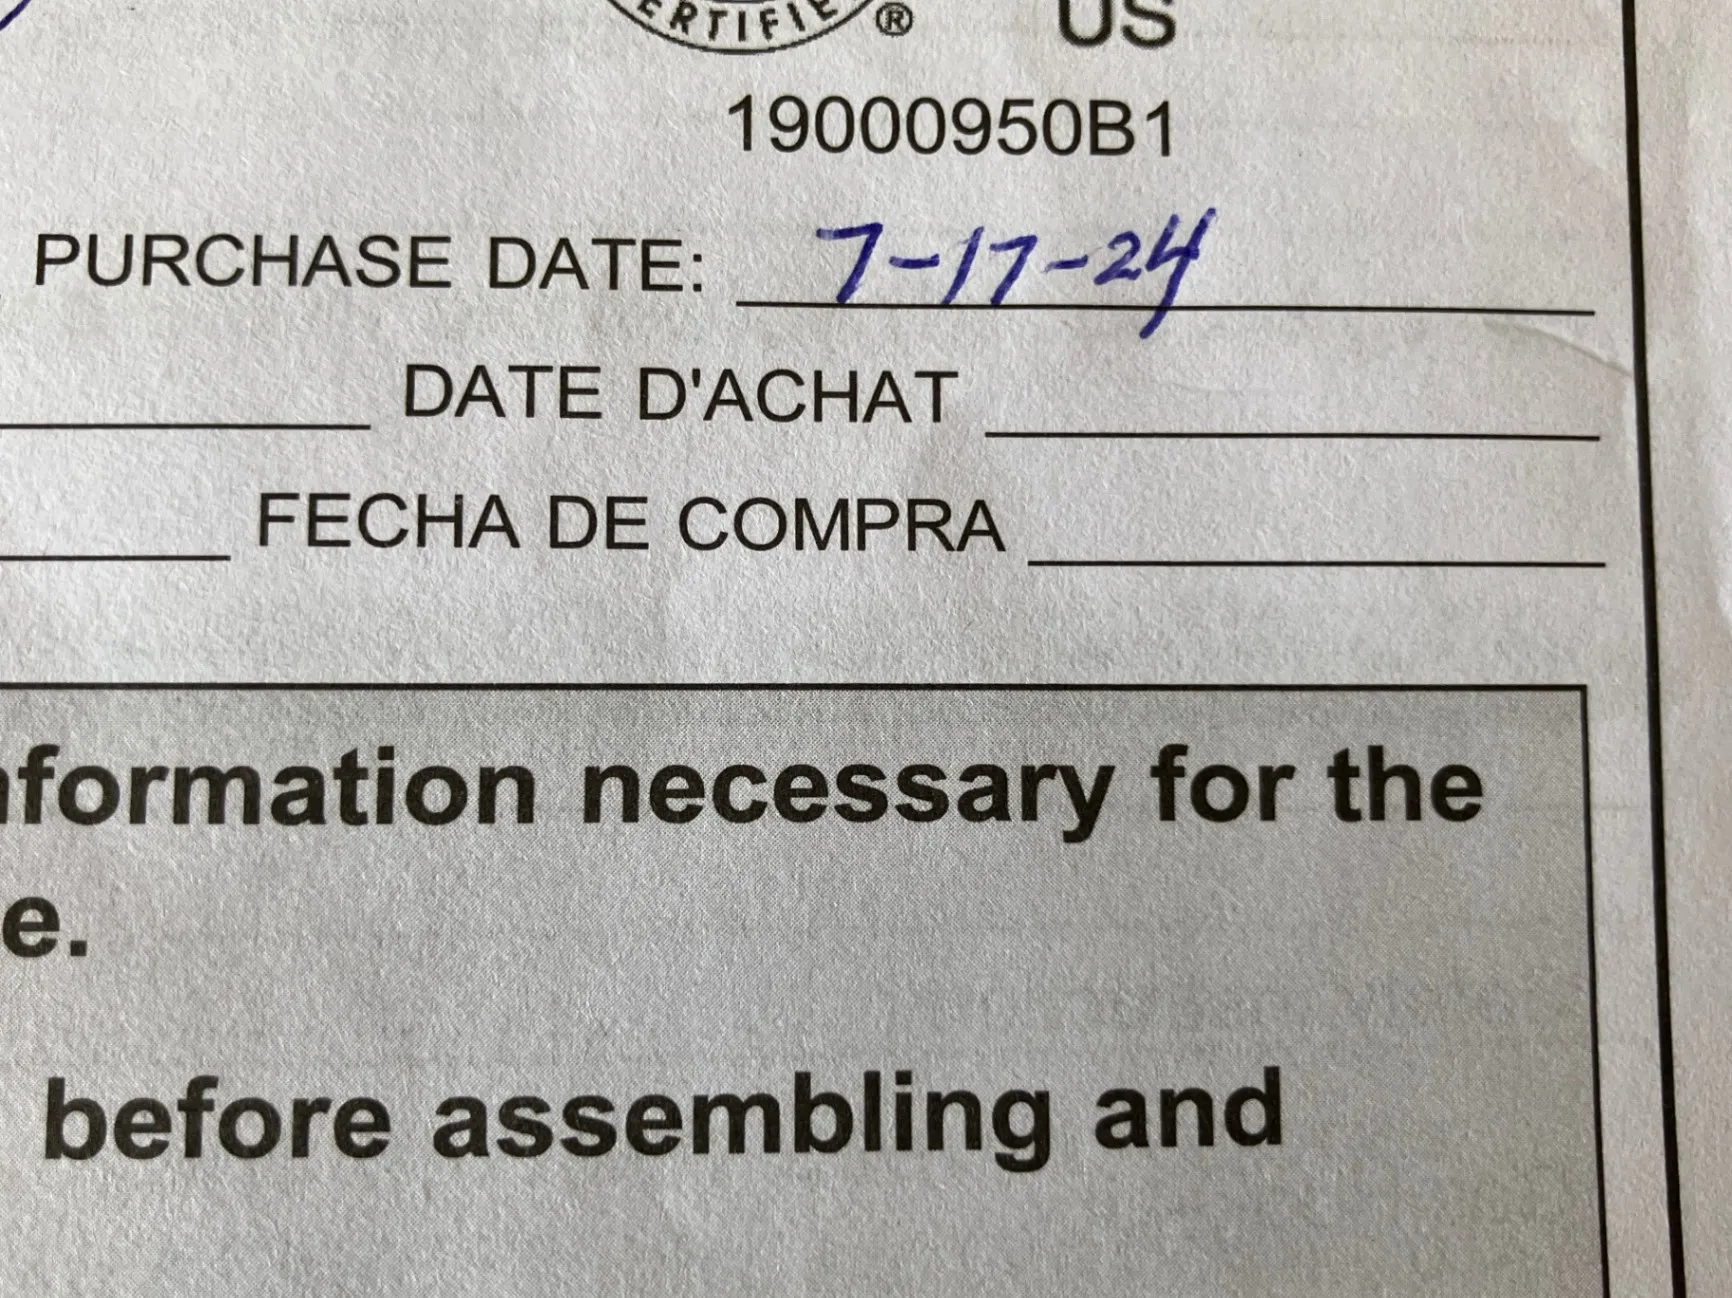 ERTIFIE ® US
19000950B1
PURCHASE DATE: 7-17-24
DATE D'ACHAT
FECHA DE COMPRA
nformation necessary for the
e.
before assembling and